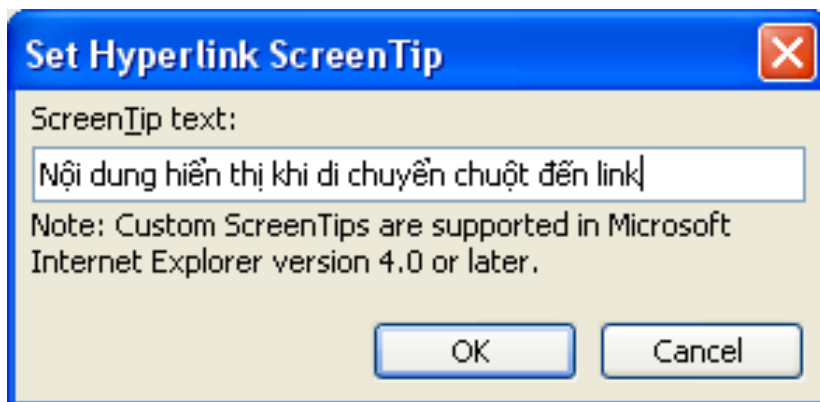 Set Hyperlink ScreenTip
ScreenTip text:
Nội dung hiển thị khi di chuyển chuột đến link
Note: Custom ScreenTips are supported in Microsoft
Internet Explorer version 4.0 or later.
OK Cancel